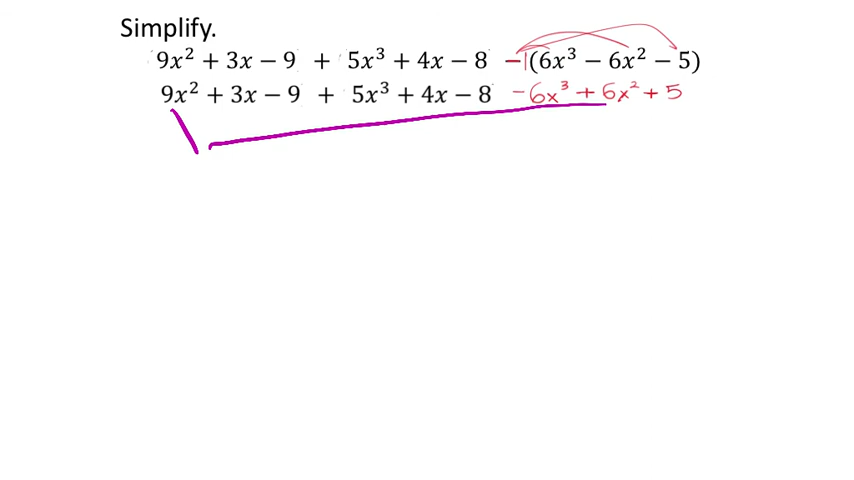 Simplify.
9x² + 3x − 9 + 5x³ + 4x − 8 −1(6x³ − 6x² − 5)
9x² + 3x − 9 + 5x³ + 4x − 8 −6x³ + 6x² + 5